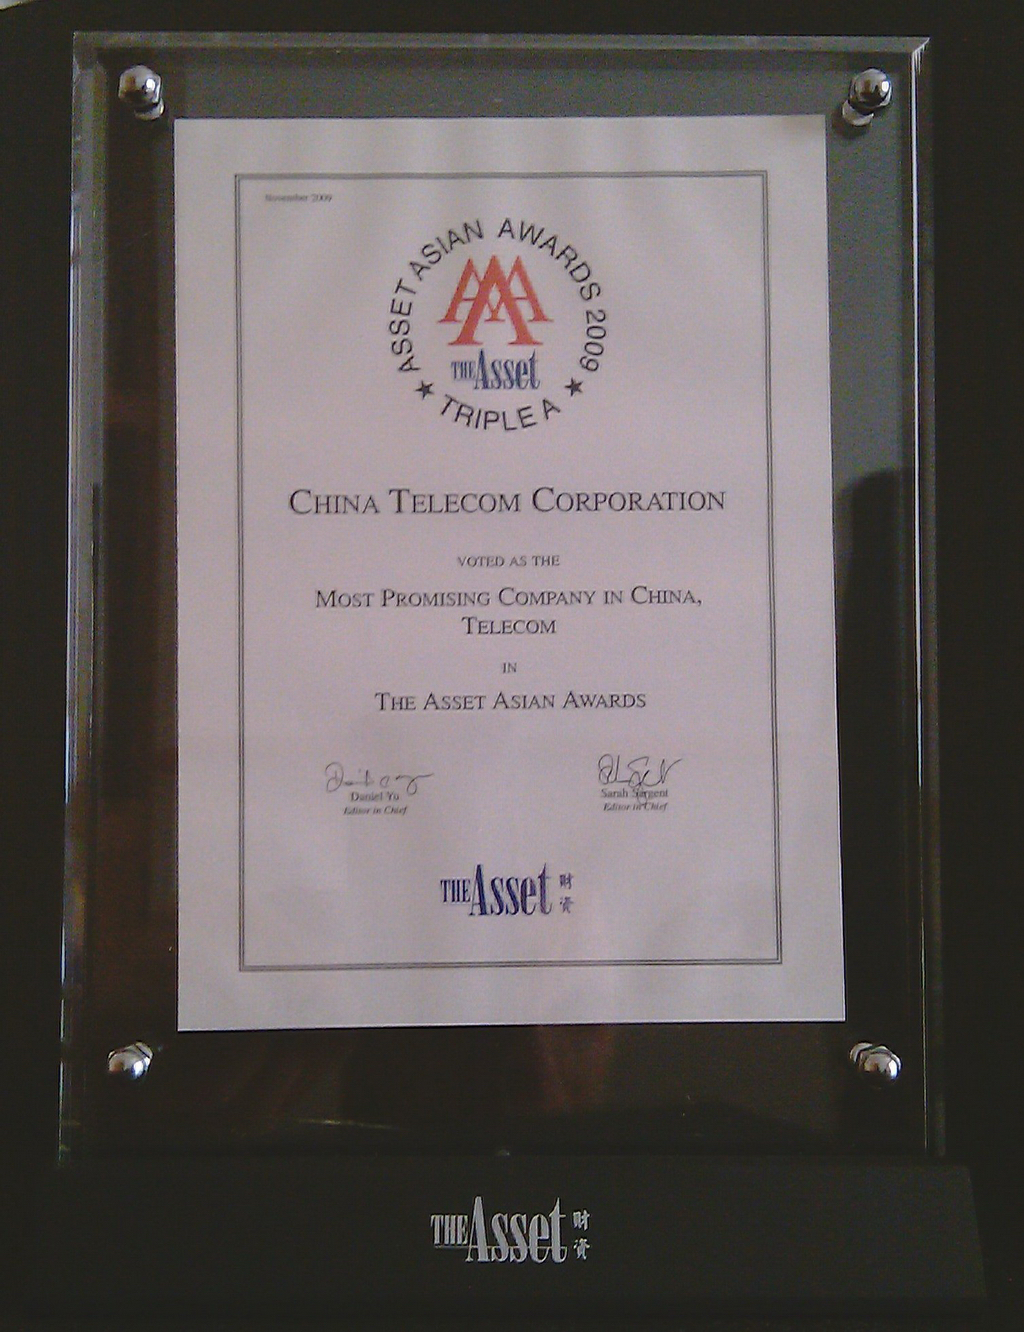 November 2009
ASSET ASIAN AWARDS 2009
THE Asset
★ TRIPLE A ★
CHINA TELECOM CORPORATION
VOTED AS THE
MOST PROMISING COMPANY IN CHINA,
TELECOM
IN
THE ASSET ASIAN AWARDS
Daniel Yu
Editor in Chief
Sarah Sargent
Editor in Chief
THE Asset 財資
THE Asset 財資